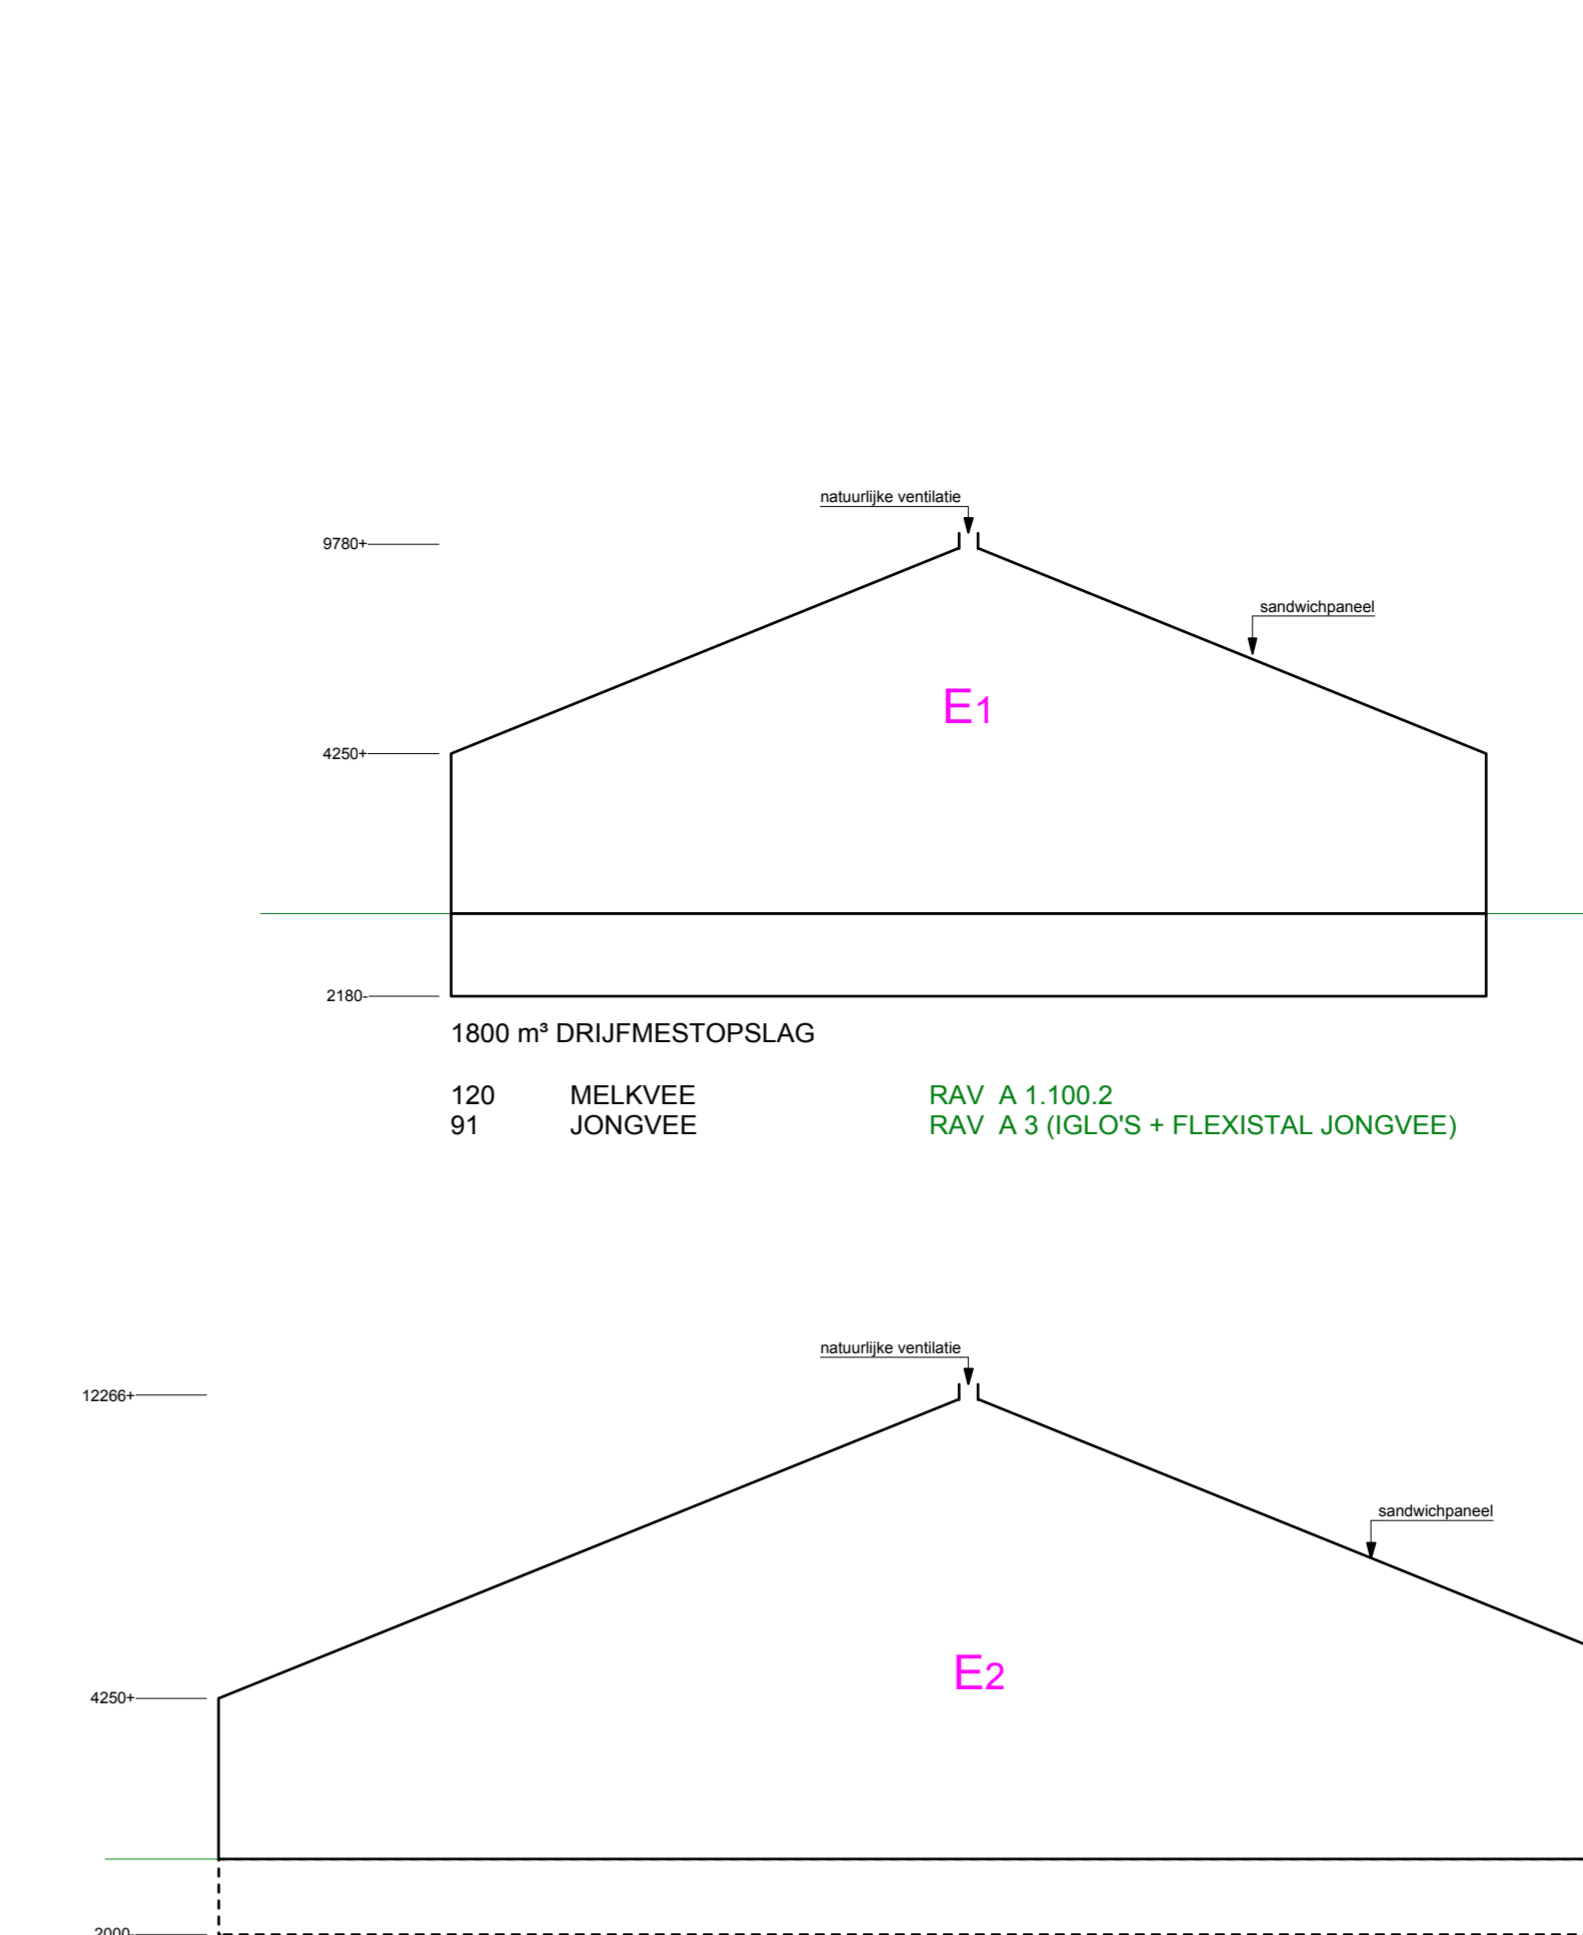 natuurlijke ventilatie
9780+
sandwichpaneel
E1
4250+
2180-
1800 m³ DRIJFMESTOPSLAG
120 MELKVEE RAV A 1.100.2
91 JONGVEE RAV A 3 (IGLO'S + FLEXISTAL JONGVEE)
natuurlijke ventilatie
12266+
sandwichpaneel
E2
4250+
2000-